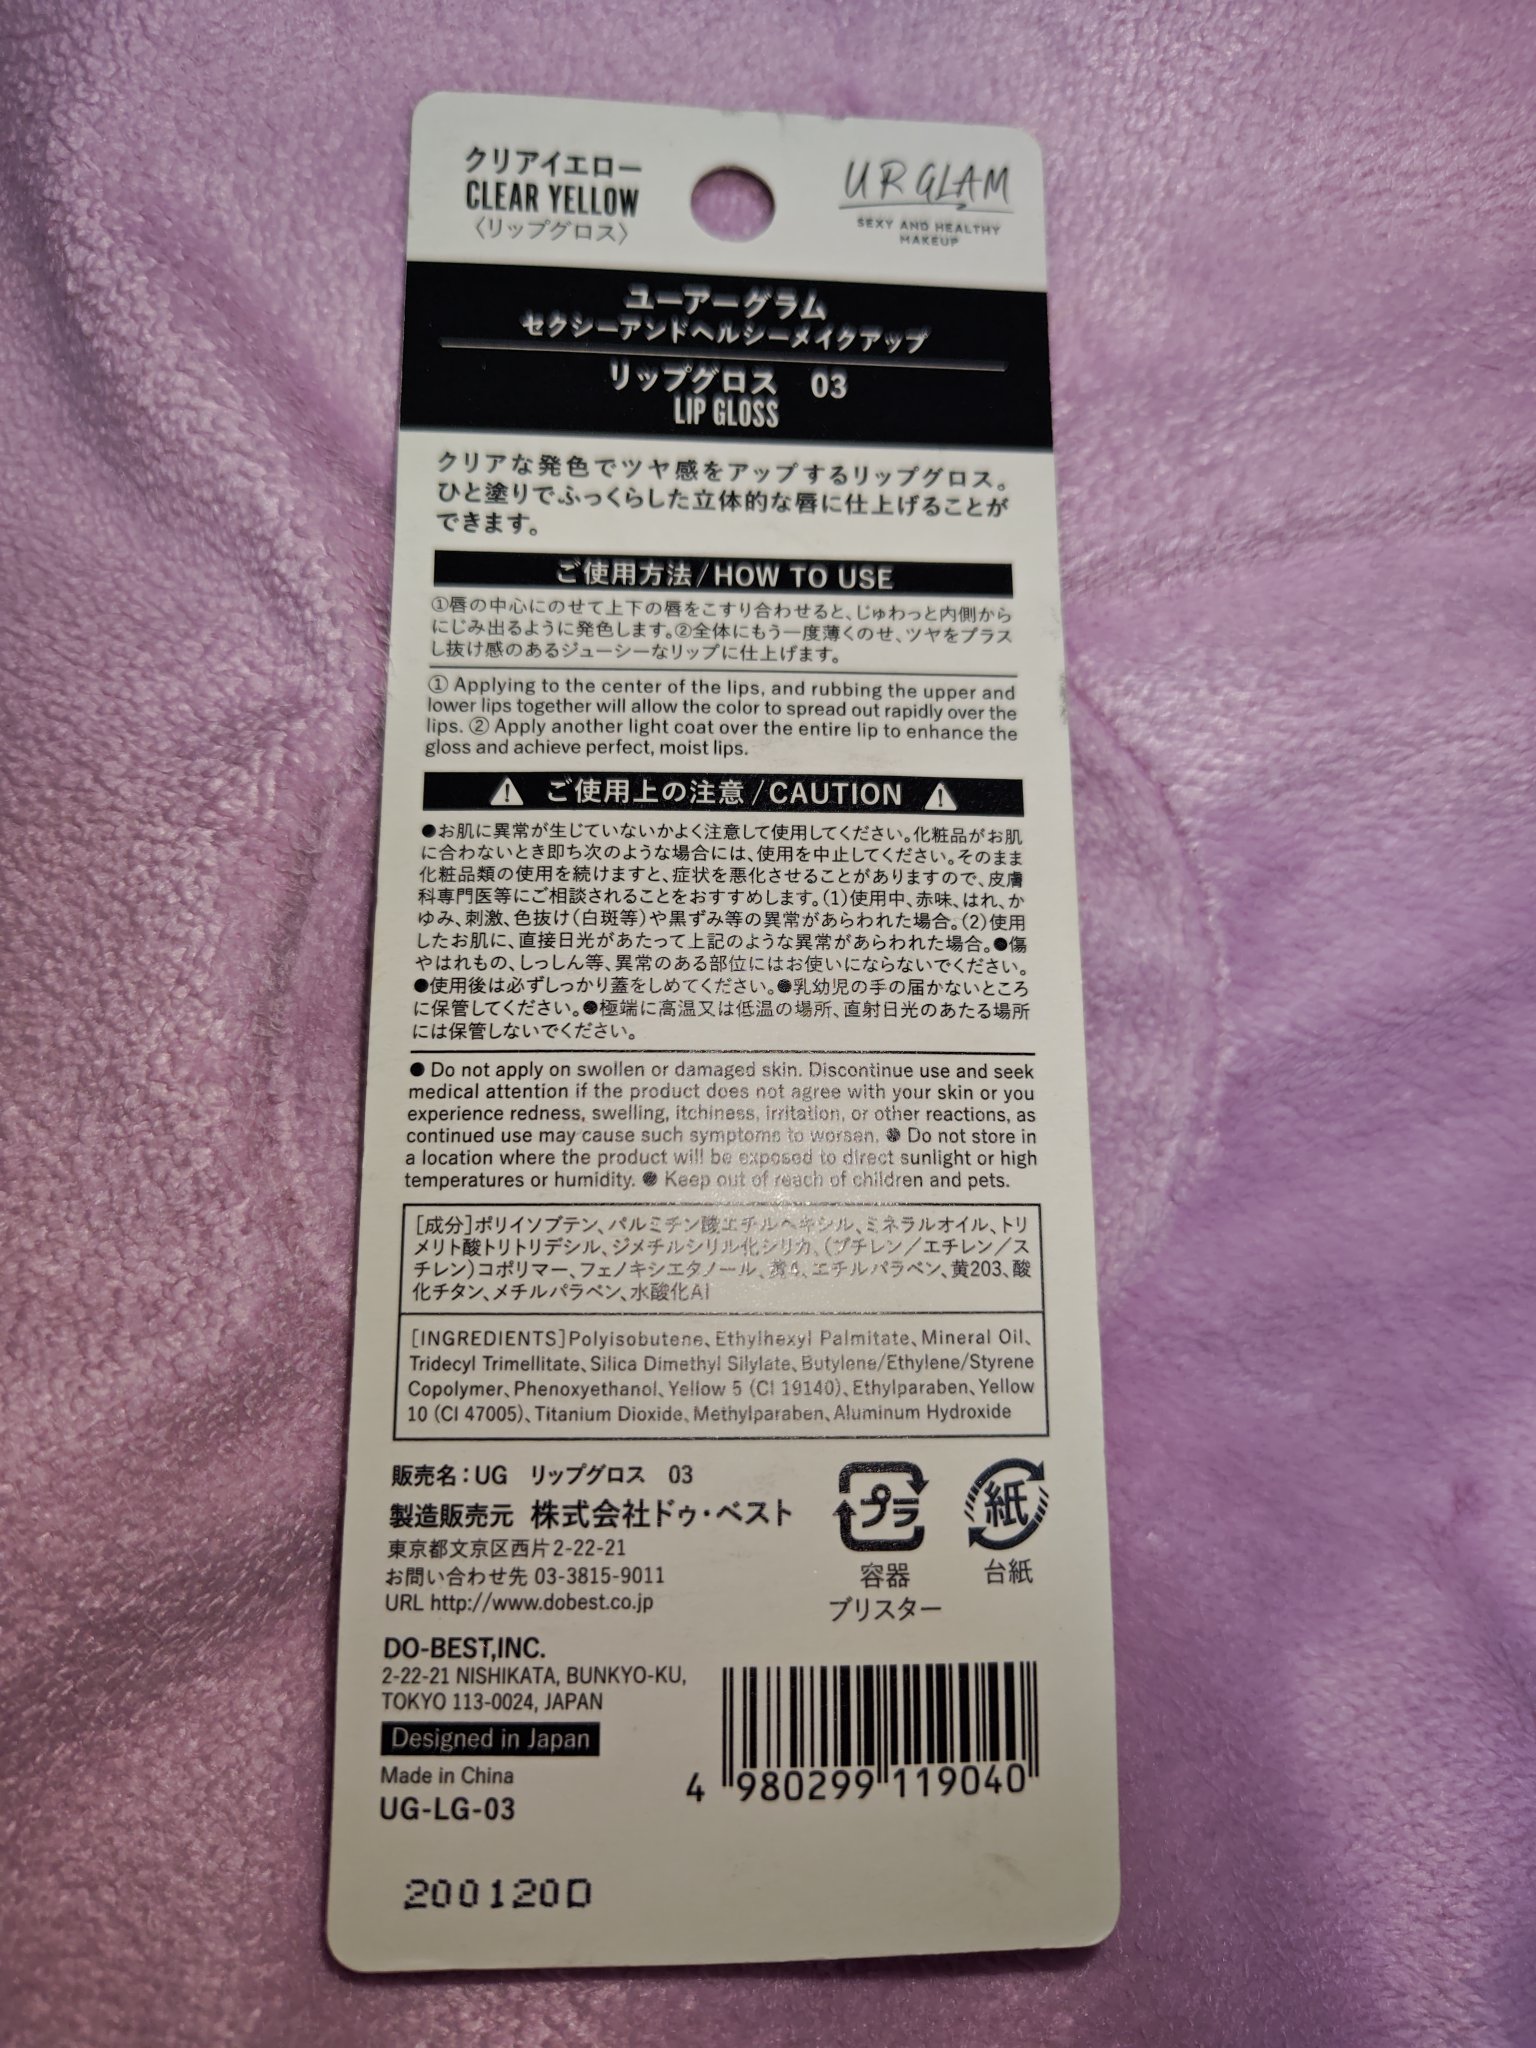 クリアイエロー
CLEAR YELLOW
〈リップグロス〉
UR GLAM
SEXY AND HEALTHY
MAKEUP
ユーアーグラム
セクシーアンドヘルシーメイクアップ
リップグロス 03
LIP GLOSS
クリアな発色でツヤ感をアップするリップグロス。
ひと塗りでふっくらした立体的な唇に仕上げることが
できます。
ご使用方法/HOW TO USE
①唇の中心にのせて上下の唇をこすり合わせると、じゅわっと内側から
にじみ出るように発色します。②全体にもう一度薄くのせ、ツヤをプラス
し抜け感のあるジューシーなリップに仕上げます。
① Applying to the center of the lips, and rubbing the upper and
lower lips together will allow the color to spread out rapidly over the
lips. ② Apply another light coat over the entire lip to enhance the
gloss and achieve perfect, moist lips.
ご使用上の注意/CAUTION
●お肌に異常が生じていないかよく注意して使用してください。化粧品がお肌
に合わないとき即ち次のような場合には、使用を中止してください。そのまま
化粧品類の使用を続けますと、症状を悪化させることがありますので、皮膚
科専門医等にご相談されることをおすすめします。(1)使用中、赤味、はれ、か
ゆみ、刺激、色抜け(白斑等)や黒ずみ等の異常があらわれた場合。(2)使用
したお肌に、直接日光があたって上記のような異常があらわれた場合。●傷
やはれもの、しっしん等、異常のある部位にはお使いにならないでください。
●使用後は必ずしっかり蓋をしめてください。●乳幼児の手の届かないところ
に保管してください。●極端に高温又は低温の場所、直射日光のあたる場所
には保管しないでください。
● Do not apply on swollen or damaged skin. Discontinue use and seek
medical attention if the product does not agree with your skin or you
experience redness, swelling, itchiness, irritation, or other reactions, as
continued use may cause such symptoms to worsen. ● Do not store in
a location where the product will be exposed to direct sunlight or high
temperatures or humidity. ● Keep out of reach of children and pets.
[成分]ポリイソブテン、パルミチン酸エチルヘキシル、ミネラルオイル、トリ
メリト酸トリトリデシル、ジメチルシリル化シリカ、(ブチレン/エチレン/ス
チレン)コポリマー、フェノキシエタノール、黄4、エチルパラベン、黄203、酸
化チタン、メチルパラベン、水酸化Al
[INGREDIENTS]Polyisobutene、Ethylhexyl Palmitate、Mineral Oil、
Tridecyl Trimellitate、Silica Dimethyl Silylate、Butylene/Ethylene/Styrene
Copolymer、Phenoxyethanol、Yellow 5 (CI 19140)、Ethylparaben、Yellow
10 (CI 47005)、Titanium Dioxide、Methylparaben、Aluminum Hydroxide
販売名:UG リップグロス 03
製造販売元 株式会社ドゥ・ベスト
東京都文京区西片2-22-21
お問い合わせ先 03-3815-9011
URL http://www.dobest.co.jp
プラ
容器
ブリスター
紙
台紙
DO-BEST,INC.
2-22-21 NISHIKATA, BUNKYO-KU,
TOKYO 113-0024, JAPAN
Designed in Japan
Made in China
UG-LG-03
4 980299 119040
200120D